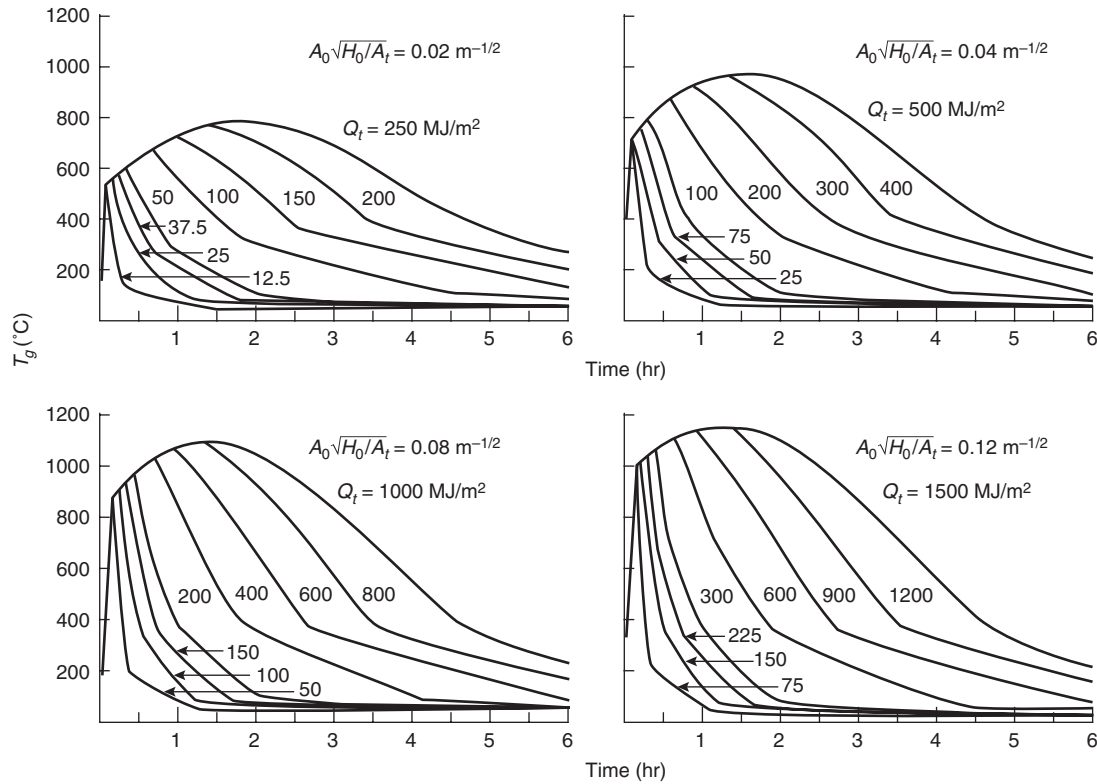 1200
1000
800
600
400
200
A₀√H₀/Aₜ = 0.02 m⁻¹/²
Qₜ = 250 MJ/m²
50
100
150
200
37.5
25
12.5
1 2 3 4 5 6
A₀√H₀/Aₜ = 0.04 m⁻¹/²
Qₜ = 500 MJ/m²
100
200
300
400
75
50
25
1 2 3 4 5 6
Time (hr)
T_g (°C)
1200
1000
800
600
400
200
A₀√H₀/Aₜ = 0.08 m⁻¹/²
Qₜ = 1000 MJ/m²
200
400
600
800
150
100
50
1 2 3 4 5 6
A₀√H₀/Aₜ = 0.12 m⁻¹/²
Qₜ = 1500 MJ/m²
300
600
900
1200
225
150
75
1 2 3 4 5 6
Time (hr)